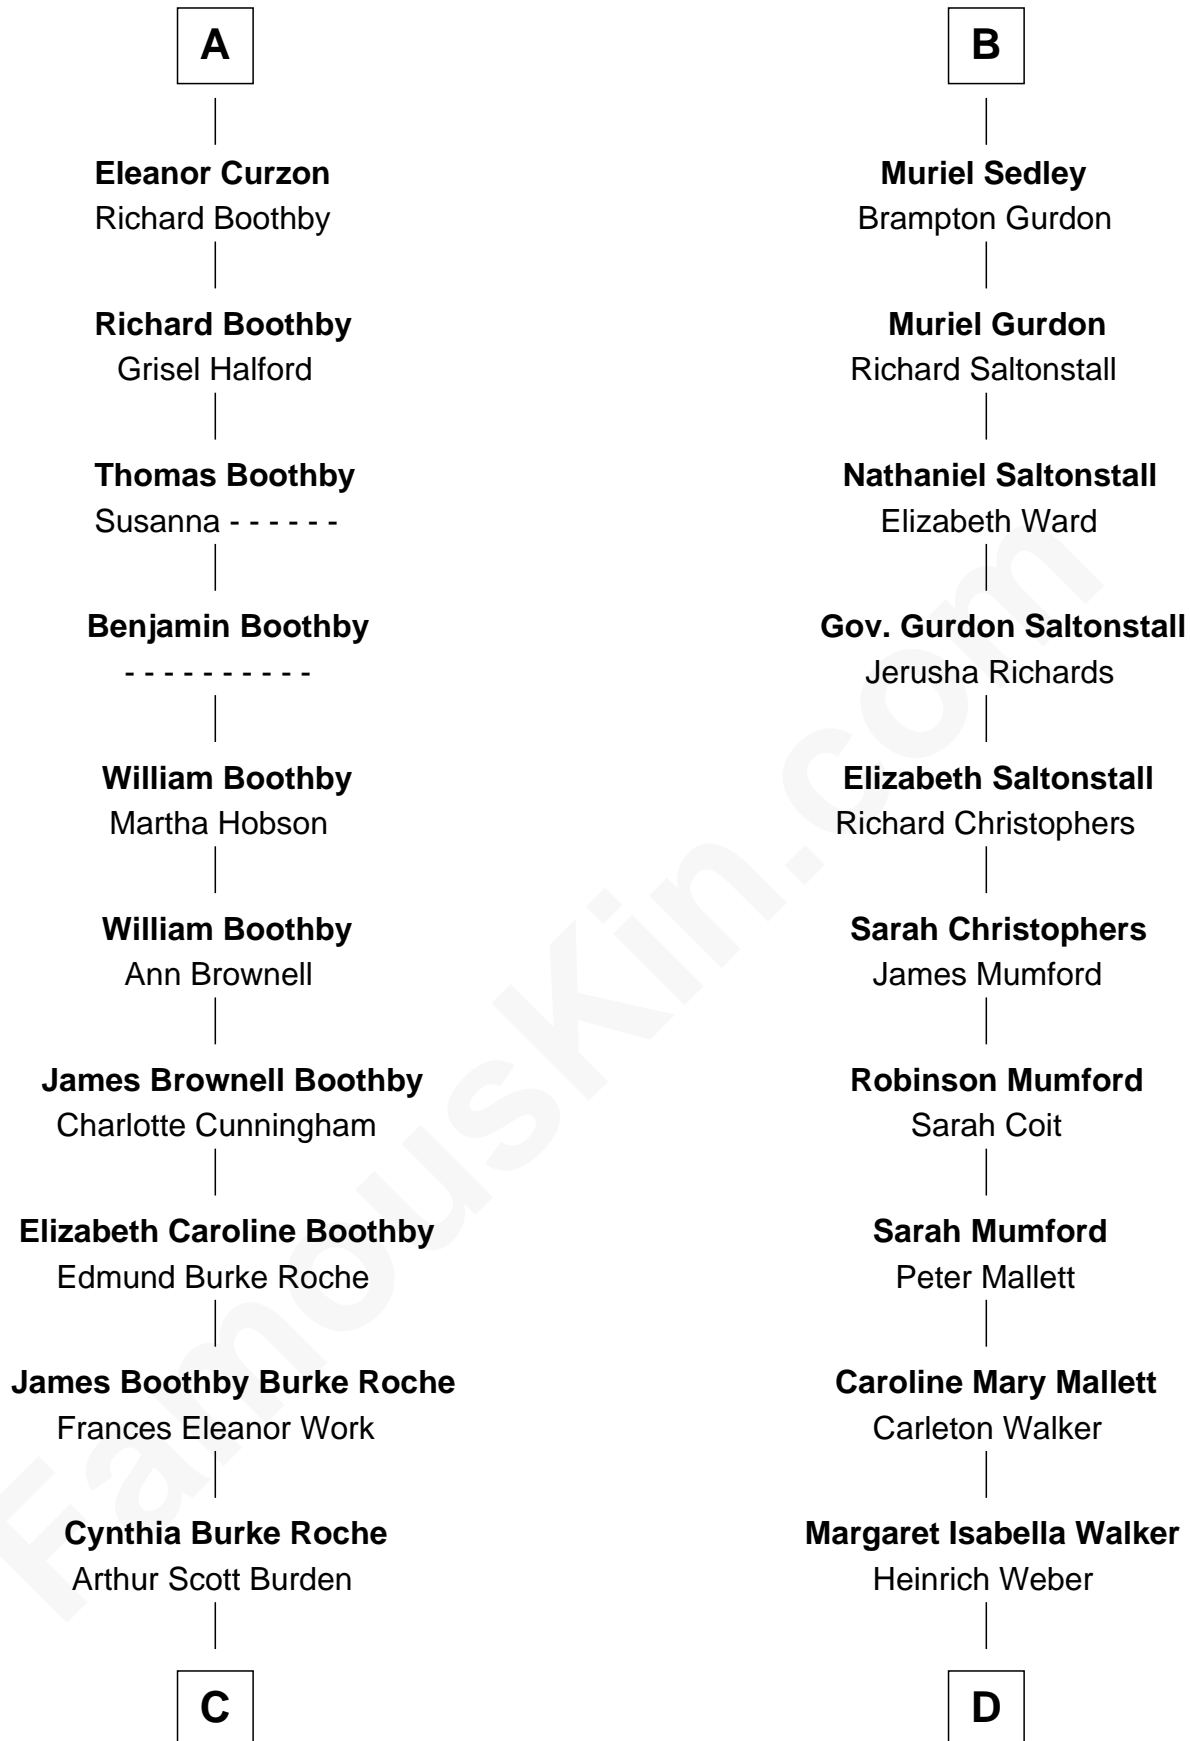 A
Eleanor Curzon
Richard Boothby
Richard Boothby
Grisel Halford
Thomas Boothby
Susanna - - - - - -
Benjamin Boothby
- - - - - - - - - -
William Boothby
Martha Hobson
William Boothby
Ann Brownell
James Brownell Boothby
Charlotte Cunningham
Elizabeth Caroline Boothby
Edmund Burke Roche
James Boothby Burke Roche
Frances Eleanor Work
Cynthia Burke Roche
Arthur Scott Burden
C
B
Muriel Sedley
Brampton Gurdon
Muriel Gurdon
Richard Saltonstall
Nathaniel Saltonstall
Elizabeth Ward
Gov. Gurdon Saltonstall
Jerusha Richards
Elizabeth Saltonstall
Richard Christophers
Sarah Christophers
James Mumford
Robinson Mumford
Sarah Coit
Sarah Mumford
Peter Mallett
Caroline Mary Mallett
Carleton Walker
Margaret Isabella Walker
Heinrich Weber
D
FamousKin.com